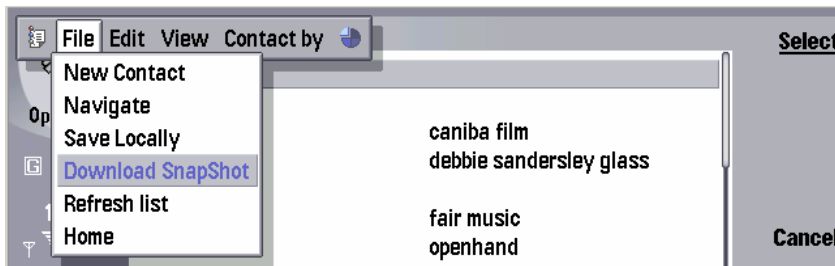 File Edit View Contact by
Select
New Contact
Navigate
Op
Save Locally
caniba film
G
Download SnapShot
debbie sandersley glass
Refresh list
fair music
Home
openhand
Cancel